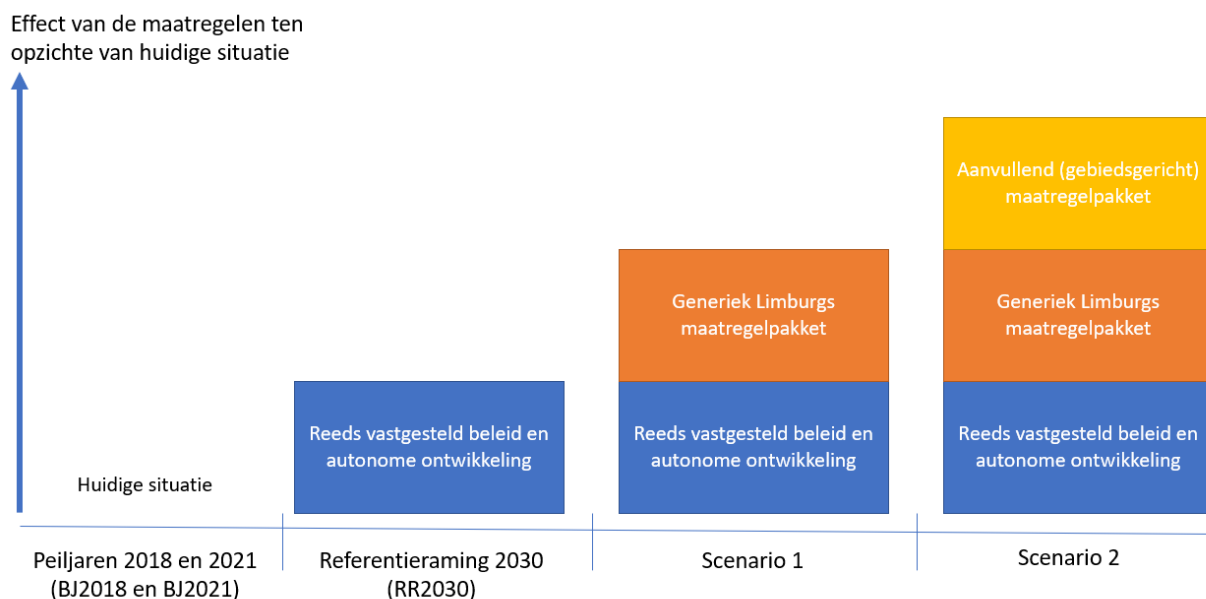 Effect van de maatregelen ten
opzichte van huidige situatie
Aanvullend (gebiedsgericht)
maatregelpakket
Generiek Limburgs
maatregelpakket
Generiek Limburgs
maatregelpakket
Reeds vastgesteld beleid en
autonome ontwikkeling
Reeds vastgesteld beleid en
autonome ontwikkeling
Reeds vastgesteld beleid en
autonome ontwikkeling
Huidige situatie
Peiljaren 2018 en 2021
(BJ2018 en BJ2021)
Referentieraming 2030
(RR2030)
Scenario 1
Scenario 2